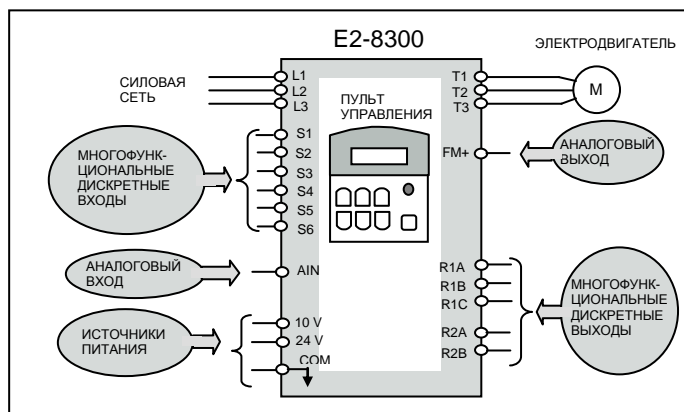 E2-8300
ЭЛЕКТРОДВИГАТЕЛЬ
СИЛОВАЯ
СЕТЬ
L1
L2
L3
ПУЛЬТ
УПРАВЛЕНИЯ
T1
T2
T3
М
МНОГОФУНК-
ЦИОНАЛЬНЫЕ
ДИСКРЕТНЫЕ
ВХОДЫ
S1
S2
S3
S4
S5
S6
FM+
АНАЛОГОВЫЙ
ВЫХОД
АНАЛОГОВЫЙ
ВХОД
AIN
R1A
R1B
R1C
R2A
R2B
МНОГОФУНК-
ЦИОНАЛЬНЫЕ
ДИСКРЕТНЫЕ
ВЫХОДЫ
ИСТОЧНИКИ
ПИТАНИЯ
10 V
24 V
COM